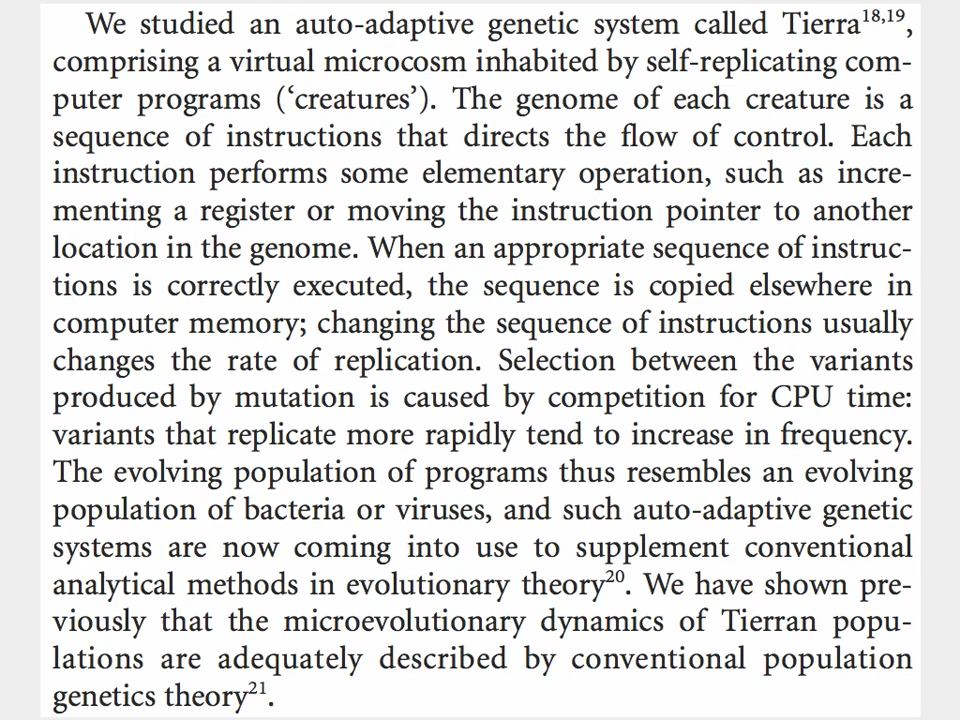 We studied an auto-adaptive genetic system called Tierra18,19,
comprising a virtual microcosm inhabited by self-replicating com-
puter programs (‘creatures’). The genome of each creature is a
sequence of instructions that directs the flow of control. Each
instruction performs some elementary operation, such as incre-
menting a register or moving the instruction pointer to another
location in the genome. When an appropriate sequence of instruc-
tions is correctly executed, the sequence is copied elsewhere in
computer memory; changing the sequence of instructions usually
changes the rate of replication. Selection between the variants
produced by mutation is caused by competition for CPU time:
variants that replicate more rapidly tend to increase in frequency.
The evolving population of programs thus resembles an evolving
population of bacteria or viruses, and such auto-adaptive genetic
systems are now coming into use to supplement conventional
analytical methods in evolutionary theory20. We have shown pre-
viously that the microevolutionary dynamics of Tierran popu-
lations are adequately described by conventional population
genetics theory21.